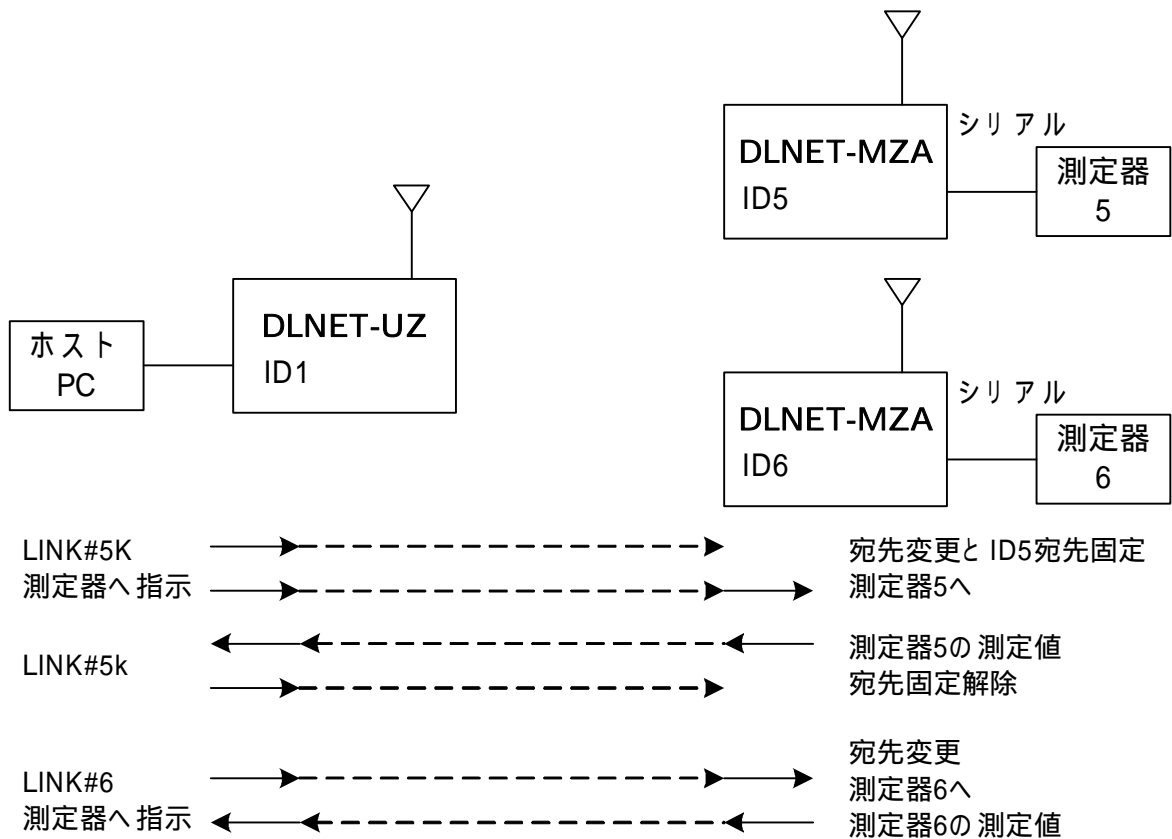 DLNET-MZA
ID5
シリアル
測定器
5
DLNET-UZ
ID1
ホスト
PC
DLNET-MZA
ID6
シリアル
測定器
6
LINK#5K
測定器へ指示
宛先変更と ID5宛先固定
測定器5へ
LINK#5k
測定器5の測定値
宛先固定解除
LINK#6
測定器へ指示
宛先変更
測定器6へ
測定器6の測定値